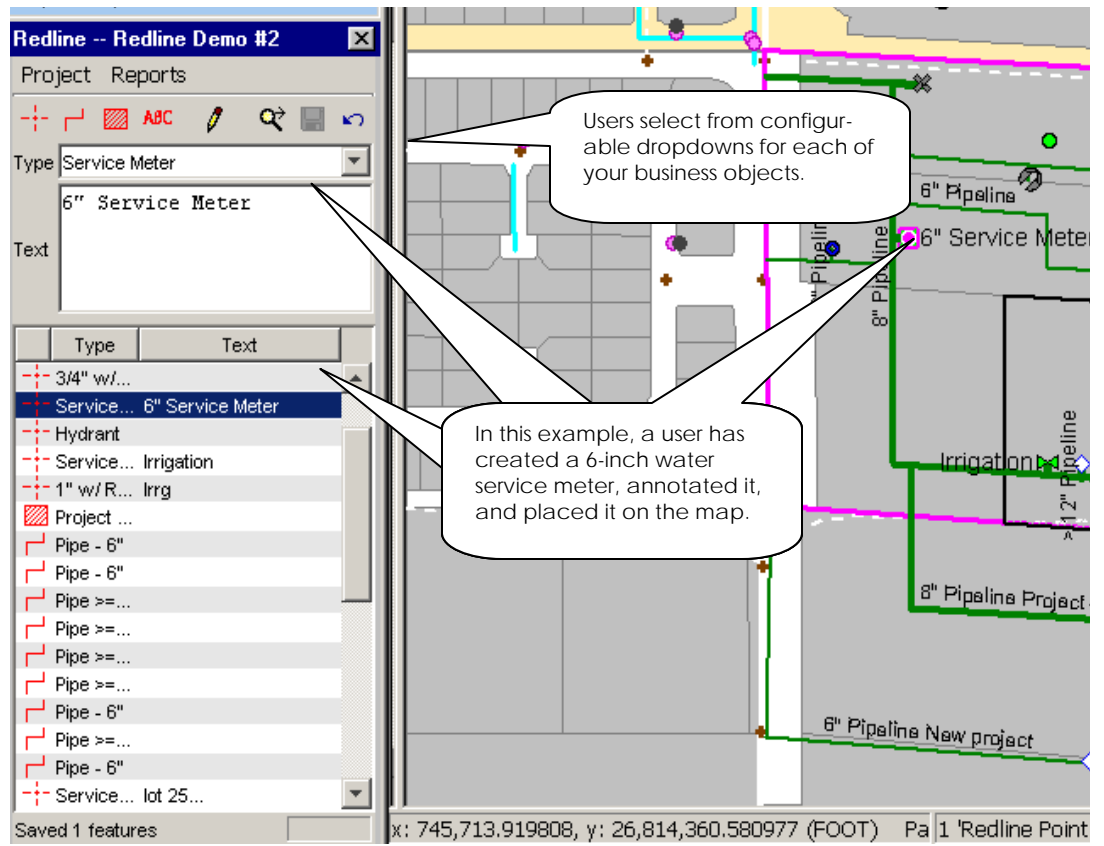 Redline -- Redline Demo #2
Project Reports
ABC
Type Service Meter
6" Service Meter
Text
Type Text
3/4" w/...
Service... 6" Service Meter
Hydrant
Service... Irrigation
1" w/ R... Irrg
Project ...
Pipe - 6"
Pipe - 6"
Pipe >=...
Pipe >=...
Pipe >=...
Pipe >=...
Pipe - 6"
Pipe >=...
Pipe - 6"
Service... lot 25...
Saved 1 features
Users select from configur-
able dropdowns for each of
your business objects.
In this example, a user has
created a 6-inch water
service meter, annotated it,
and placed it on the map.
6" Pipeline
6" Service Meter
Pipeline
8" Pipeline
Irrigation
>12" Pipeline
8" Pipeline Project
6" Pipeline New project
x: 745,713.919808, y: 26,814,360.580977 (FOOT) Pa 1 'Redline Point